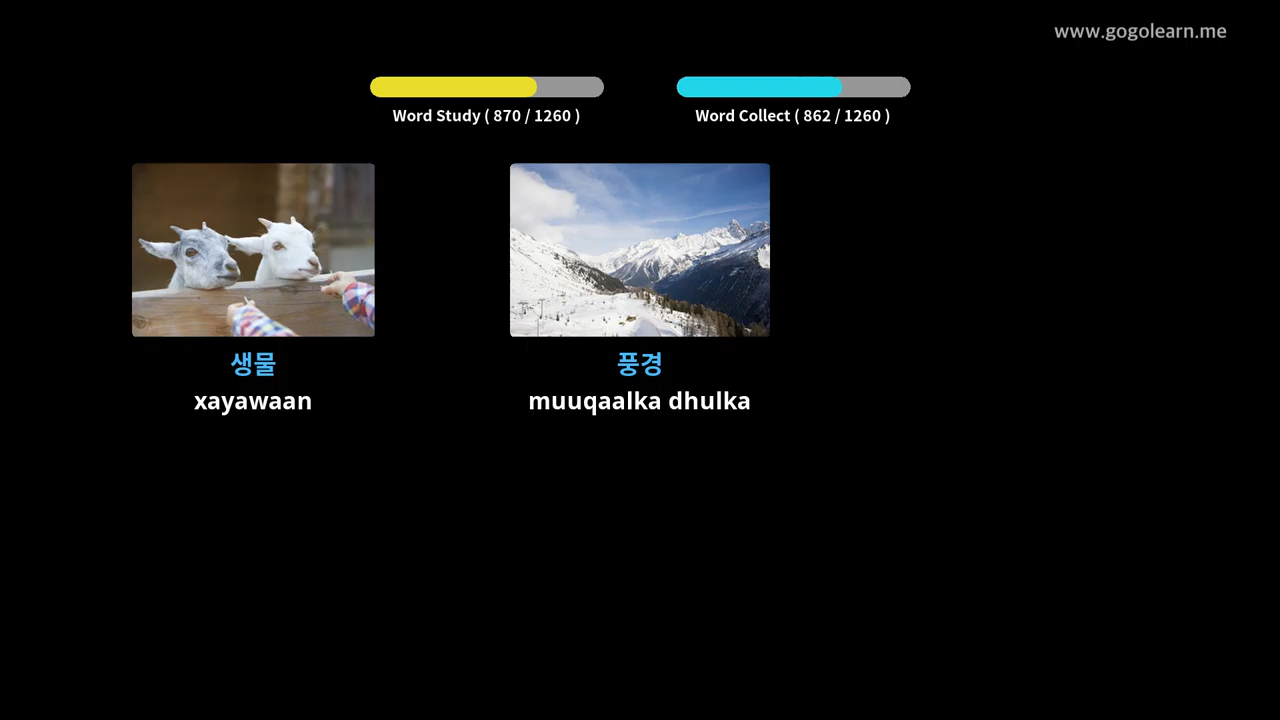 www.gogolearn.me
Word Study ( 870 / 1260 )
Word Collect ( 862 / 1260 )
생물
xayawaan
풍경
muuqaalka dhulka